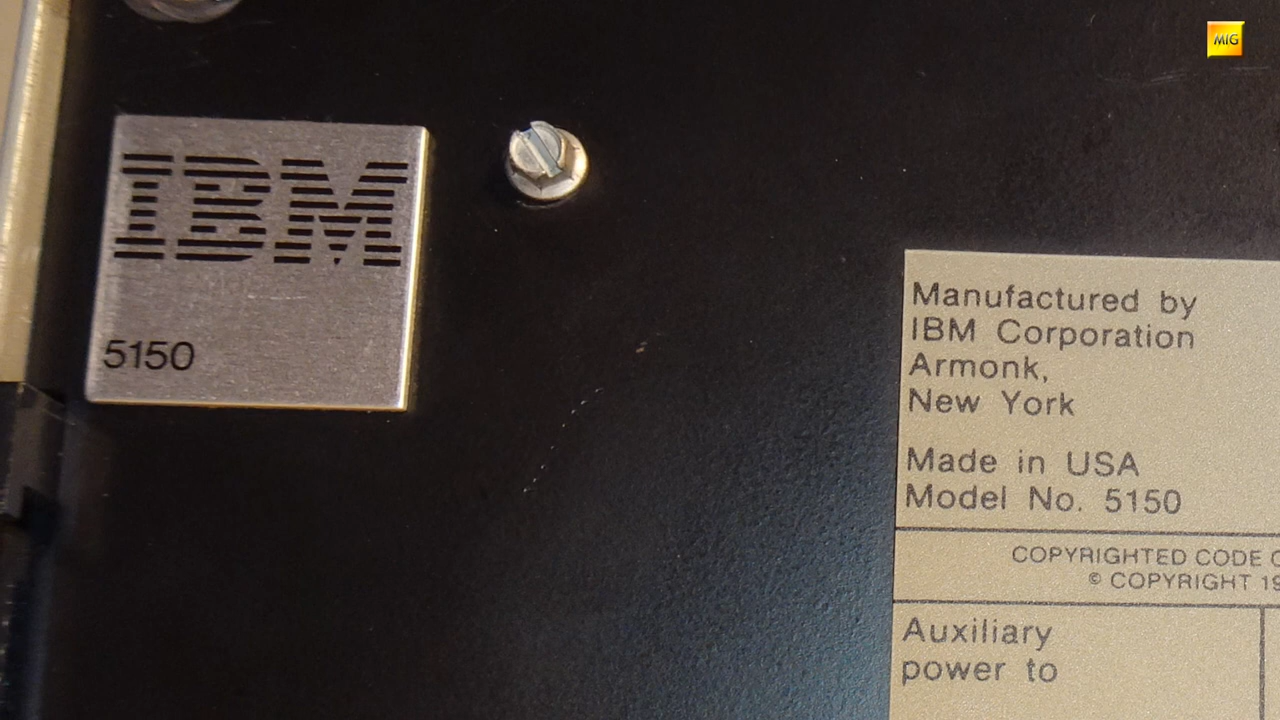 MIG
IBM
5150
Manufactured by
IBM Corporation
Armonk,
New York
Made in USA
Model No. 5150
COPYRIGHTED CODE
© COPYRIGHT
Auxiliary
power to